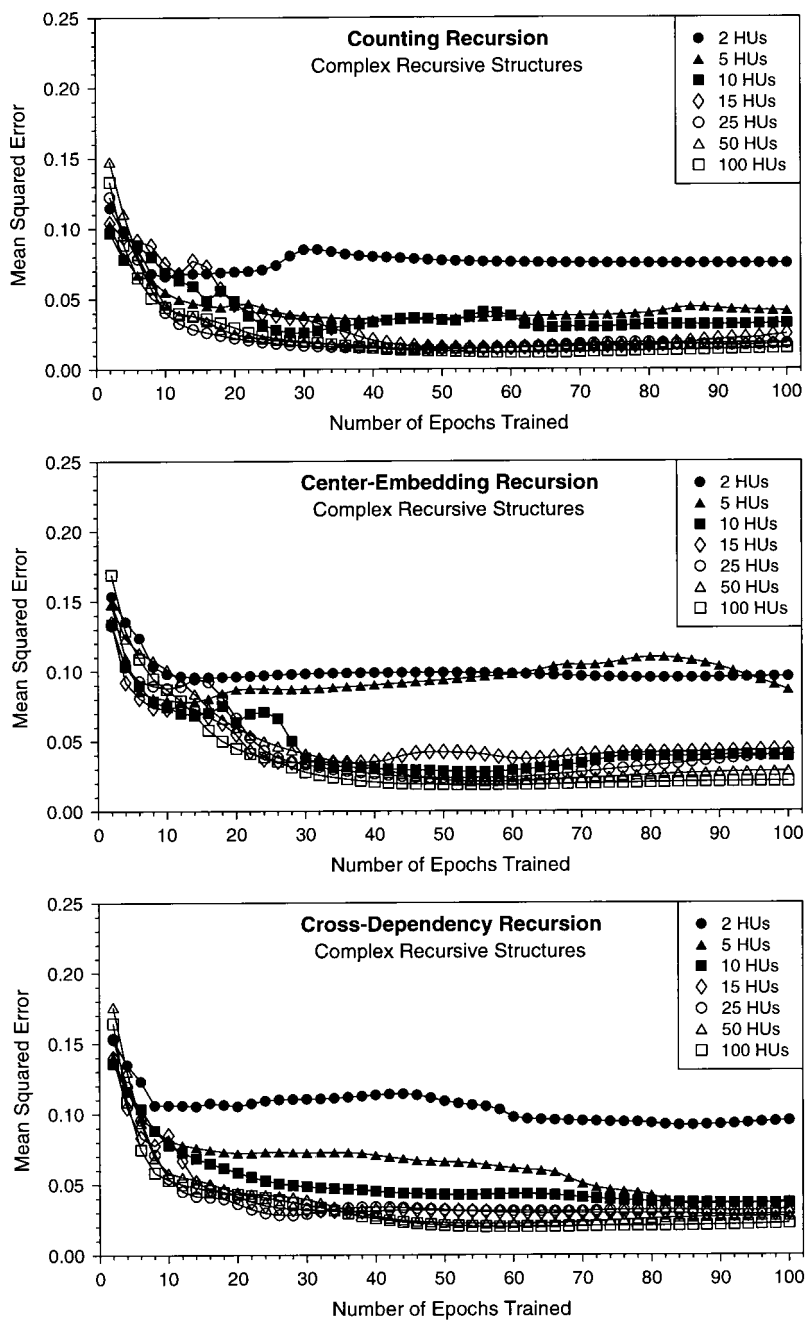 Counting Recursion
Complex Recursive Structures
2 HUs
5 HUs
10 HUs
15 HUs
25 HUs
50 HUs
100 HUs
Mean Squared Error
0.25
0.20
0.15
0.10
0.05
0.00
0 10 20 30 40 50 60 70 80 90 100
Number of Epochs Trained
Center-Embedding Recursion
Complex Recursive Structures
2 HUs
5 HUs
10 HUs
15 HUs
25 HUs
50 HUs
100 HUs
Mean Squared Error
0.25
0.20
0.15
0.10
0.05
0.00
0 10 20 30 40 50 60 70 80 90 100
Number of Epochs Trained
Cross-Dependency Recursion
Complex Recursive Structures
2 HUs
5 HUs
10 HUs
15 HUs
25 HUs
50 HUs
100 HUs
Mean Squared Error
0.25
0.20
0.15
0.10
0.05
0.00
0 10 20 30 40 50 60 70 80 90 100
Number of Epochs Trained